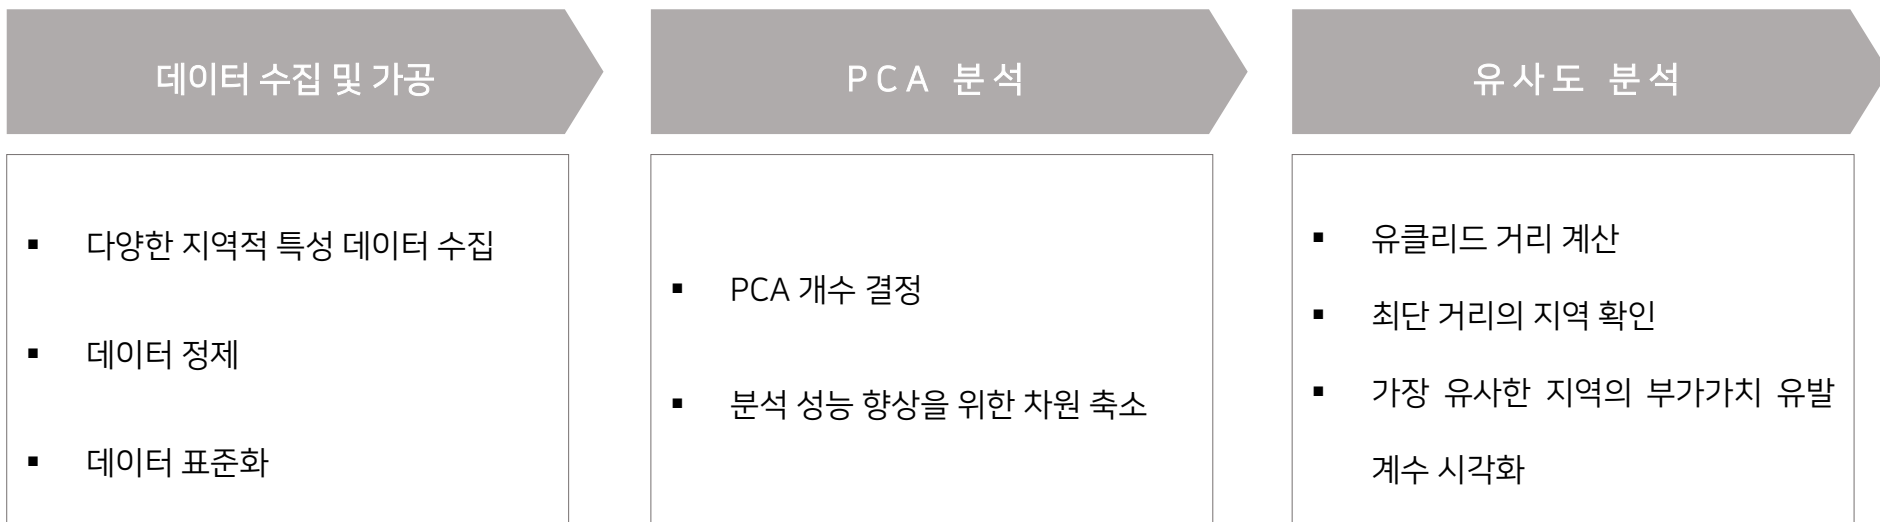 데이터 수집 및 가공
▪ 다양한 지역적 특성 데이터 수집
▪ 데이터 정제
▪ 데이터 표준화
PCA 분석
▪ PCA 개수 결정
▪ 분석 성능 향상을 위한 차원 축소
유사도 분석
▪ 유클리드 거리 계산
▪ 최단 거리의 지역 확인
▪ 가장 유사한 지역의 부가가치 유발
계수 시각화